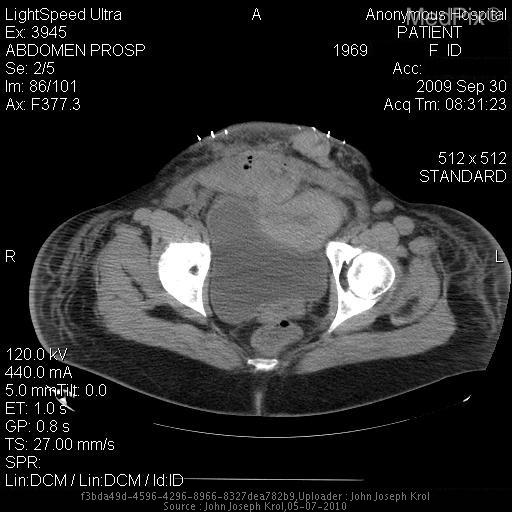 LightSpeed Ultra
Ex: 3945
ABDOMEN PROSP
Se: 2/5
Im: 86/101
Ax: F377.3
A
Anonymous Hospital
MedPix®
PATIENT
1969 F ID
Acc:
2009 Sep 30
Acq Tm: 08:31:23
512 x 512
STANDARD
R
L
120.0 kV
440.0 mA
5.0 mmTilt: 0.0
ET: 1.0 s
GP: 0.8 s
TS: 27.00 mm/s
SPR:
Lin:DCM / Lin:DCM / Id:ID
f3bda49d-4596-4296-8966-8327dea782b9,Uploader : John Joseph Krol
Source : John Joseph Krol,05-07-2010